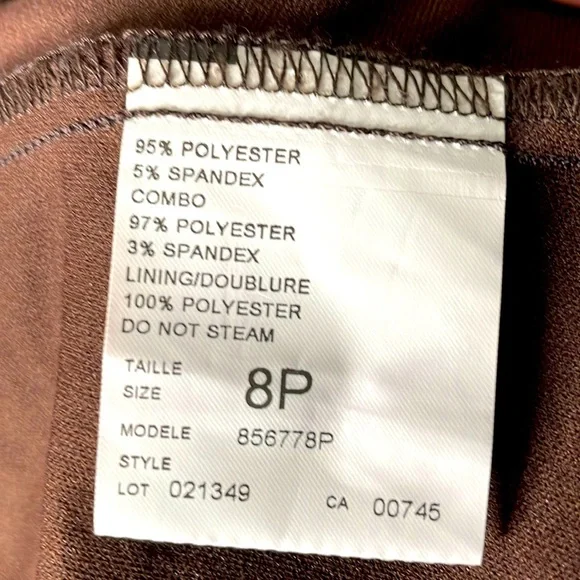 95% POLYESTER
5% SPANDEX
COMBO
97% POLYESTER
3% SPANDEX
LINING/DOUBLURE
100% POLYESTER
DO NOT STEAM
TAILLE
SIZE 8P
MODELE 856778P
STYLE
LOT 021349 CA 00745